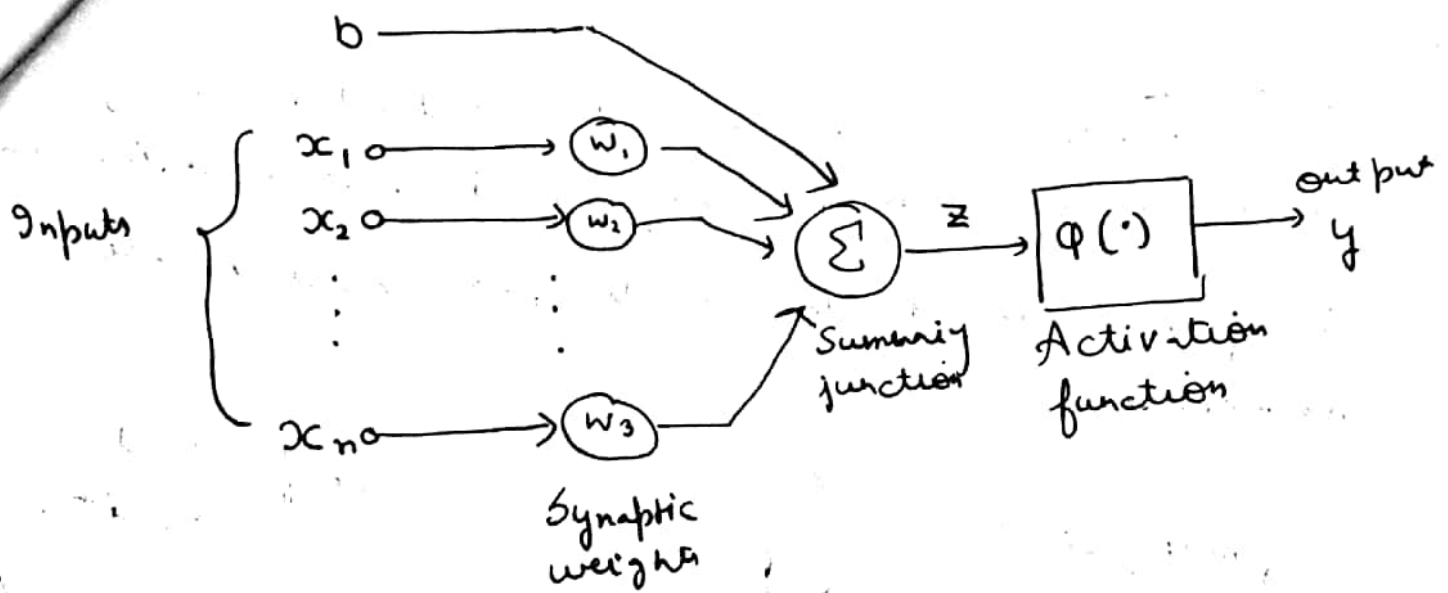 b
x₁ w₁
Inputs x₂ w₂ Σ z φ(·) output
y
xₙ w₃
Summing junction
Activation function
Synaptic weights